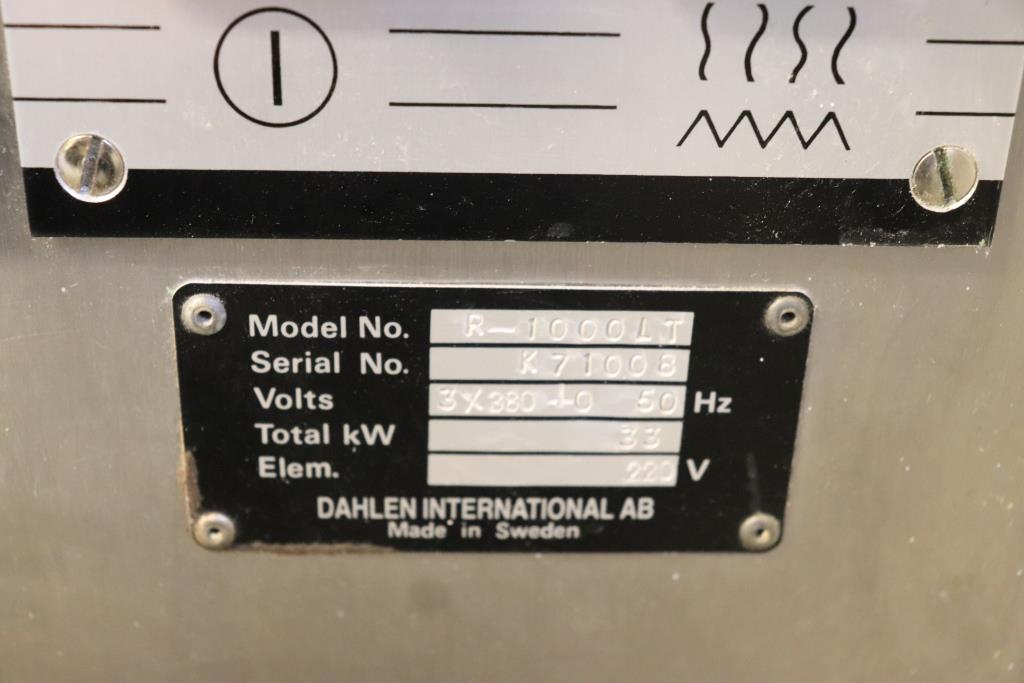 Model No. R-1000LT
Serial No. K71008
Volts 3X380+0 50 Hz
Total kW 33
Elem. 220 V
DAHLEN INTERNATIONAL AB
Made in Sweden